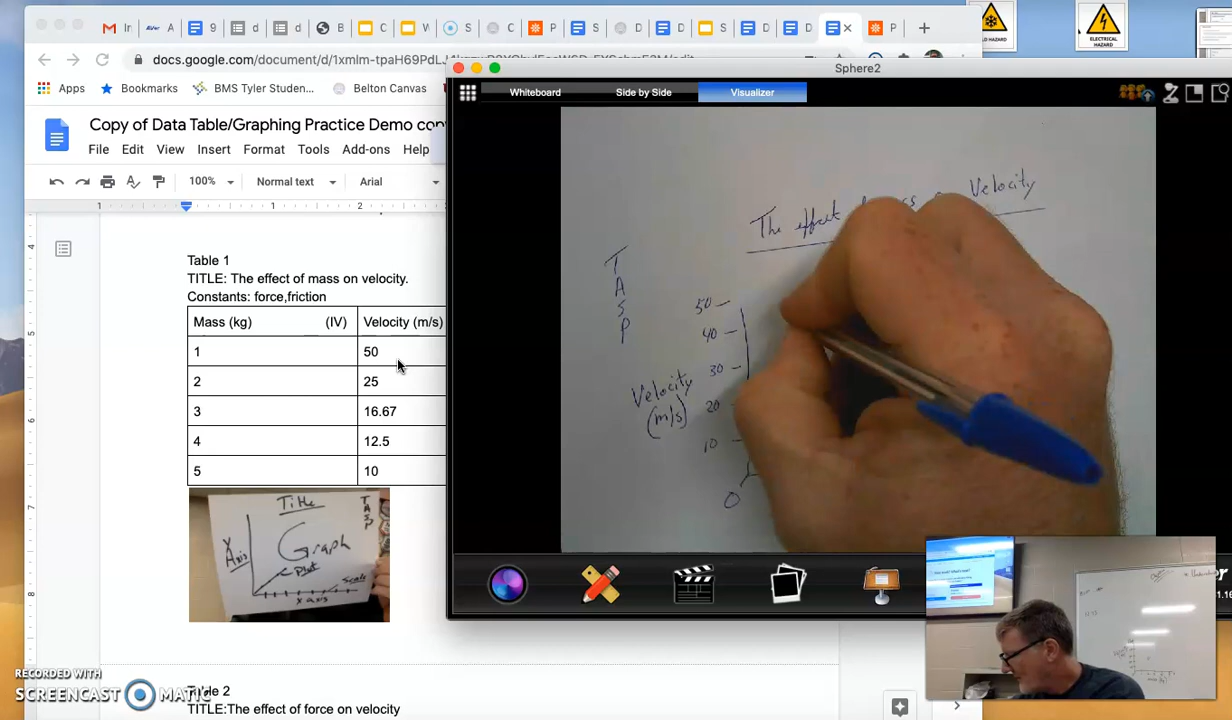 docs.google.com/document/d/1xmlm-tpaH69PdLJ
Sphere2
Apps
Bookmarks
BMS Tyler Studen...
Belton Canvas
Whiteboard
Side by Side
Visualizer
Copy of Data Table/Graphing Practice Demo cop
File
Edit
View
Insert
Format
Tools
Add-ons
Help
100%
Normal text
Arial
ELECTRICAL
HAZARD
Table 1
TITLE: The effect of mass on velocity.
Constants: force,friction
Mass (kg) (IV) Velocity (m/s)
1 50
2 25
3 16.67
4 12.5
5 10
Title
T
A
S
P
Graph
Y
Axis
Plot
Scale
X axis
Table 2
TITLE:The effect of force on velocity
The effect Velocity
T
A
S
P
50
40
30
20
10
0
Velocity
(m/s)
RECORDED WITH
SCREENCAST MATIC